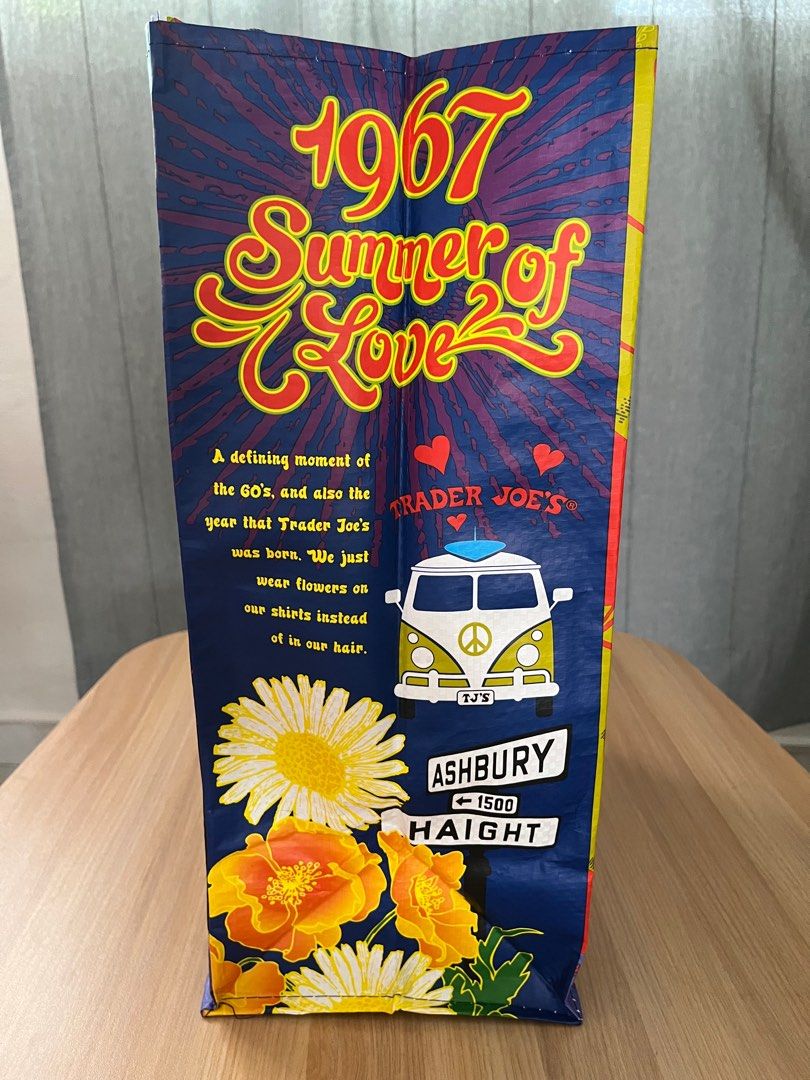 1967
Summer of
Love
A defining moment of
the 60's, and also the
year that Trader Joe's
was born. We just
wear flowers on
our shirts instead
of in our hair.
TRADER JOE'S®
TJ'S
ASHBURY
← 1500
HAIGHT